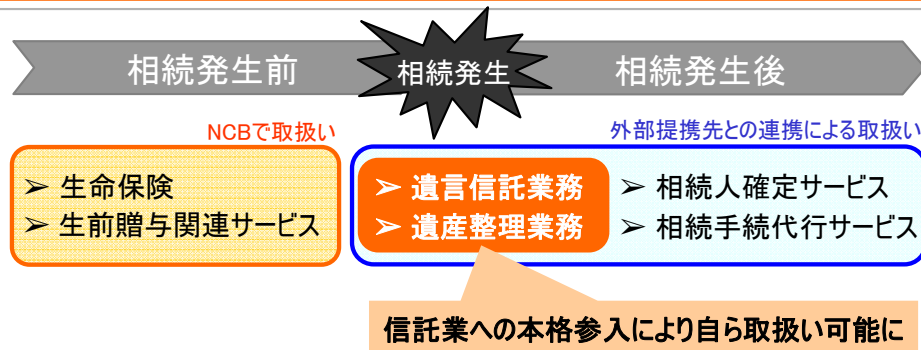 相続発生前
相続発生
相続発生後
NCBで取扱い
外部提携先との連携による取扱い
➢ 生命保険
➢ 生前贈与関連サービス
➢ 遺言信託業務
➢ 遺産整理業務
➢ 相続人確定サービス
➢ 相続手続代行サービス
信託業への本格参入により自ら取扱い可能に